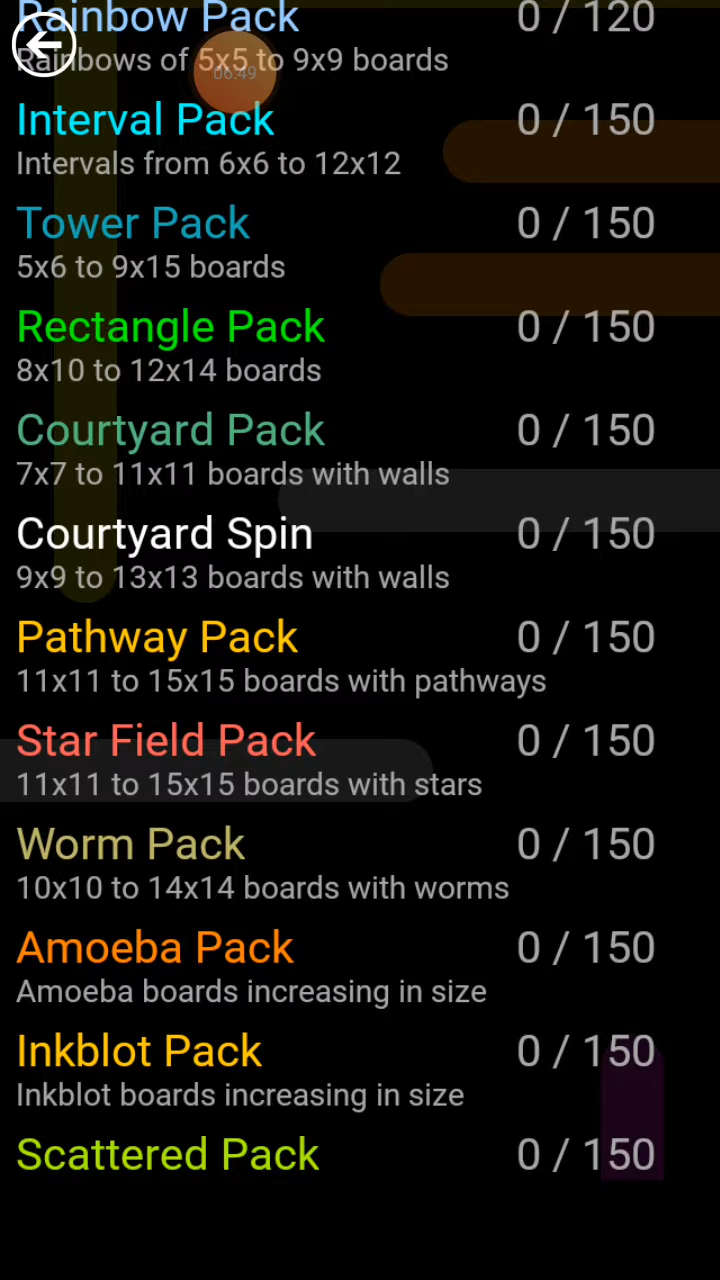 Rainbow Pack 0 / 120
Rainbows of 5x5 to 9x9 boards
06:49
Interval Pack 0 / 150
Intervals from 6x6 to 12x12
Tower Pack 0 / 150
5x6 to 9x15 boards
Rectangle Pack 0 / 150
8x10 to 12x14 boards
Courtyard Pack 0 / 150
7x7 to 11x11 boards with walls
Courtyard Spin 0 / 150
9x9 to 13x13 boards with walls
Pathway Pack 0 / 150
11x11 to 15x15 boards with pathways
Star Field Pack 0 / 150
11x11 to 15x15 boards with stars
Worm Pack 0 / 150
10x10 to 14x14 boards with worms
Amoeba Pack 0 / 150
Amoeba boards increasing in size
Inkblot Pack 0 / 150
Inkblot boards increasing in size
Scattered Pack 0 / 150